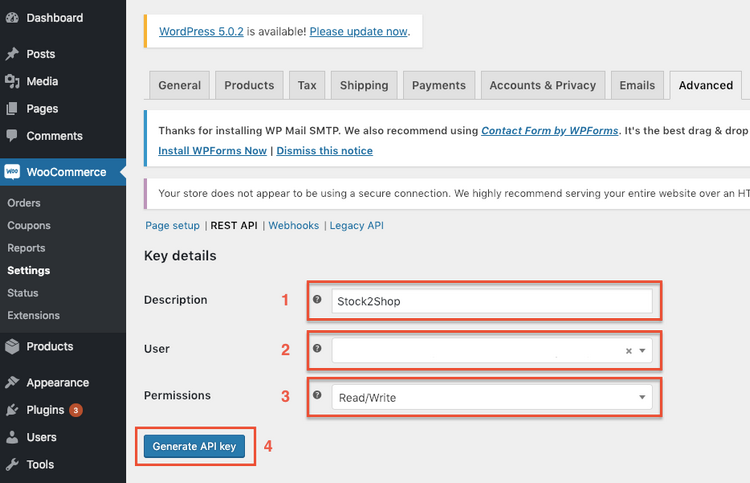 Dashboard
Posts
Media
Pages
Comments
WooCommerce
Orders
Coupons
Reports
Settings
Status
Extensions
Products
Appearance
Plugins 3
Users
Tools
WordPress 5.0.2 is available! Please update now.
General Products Tax Shipping Payments Accounts & Privacy Emails Advanced
Thanks for installing WP Mail SMTP. We also recommend using Contact Form by WPForms. It's the best drag & drop
Install WPForms Now | Dismiss this notice
Your store does not appear to be using a secure connection. We highly recommend serving your entire website over an HT
Page setup | REST API | Webhooks | Legacy API
Key details
Description 1 ? Stock2Shop
User 2 ? ×
Permissions 3 ? Read/Write
Generate API key 4